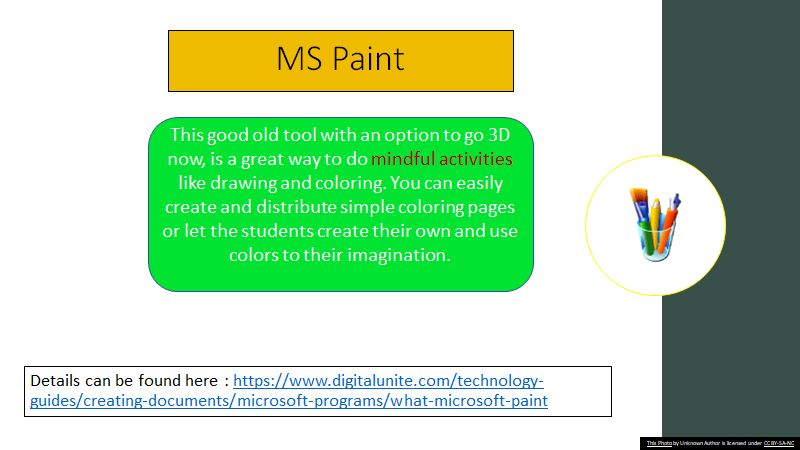 MS Paint
This good old tool with an option to go 3D
now, is a great way to do mindful activities
like drawing and coloring. You can easily
create and distribute simple coloring pages
or let the students create their own and use
colors to their imagination.
Details can be found here : https://www.digitalunite.com/technology-
guides/creating-documents/microsoft-programs/what-microsoft-paint
This Photo by Unknown Author is licensed under CC BY-SA-NC